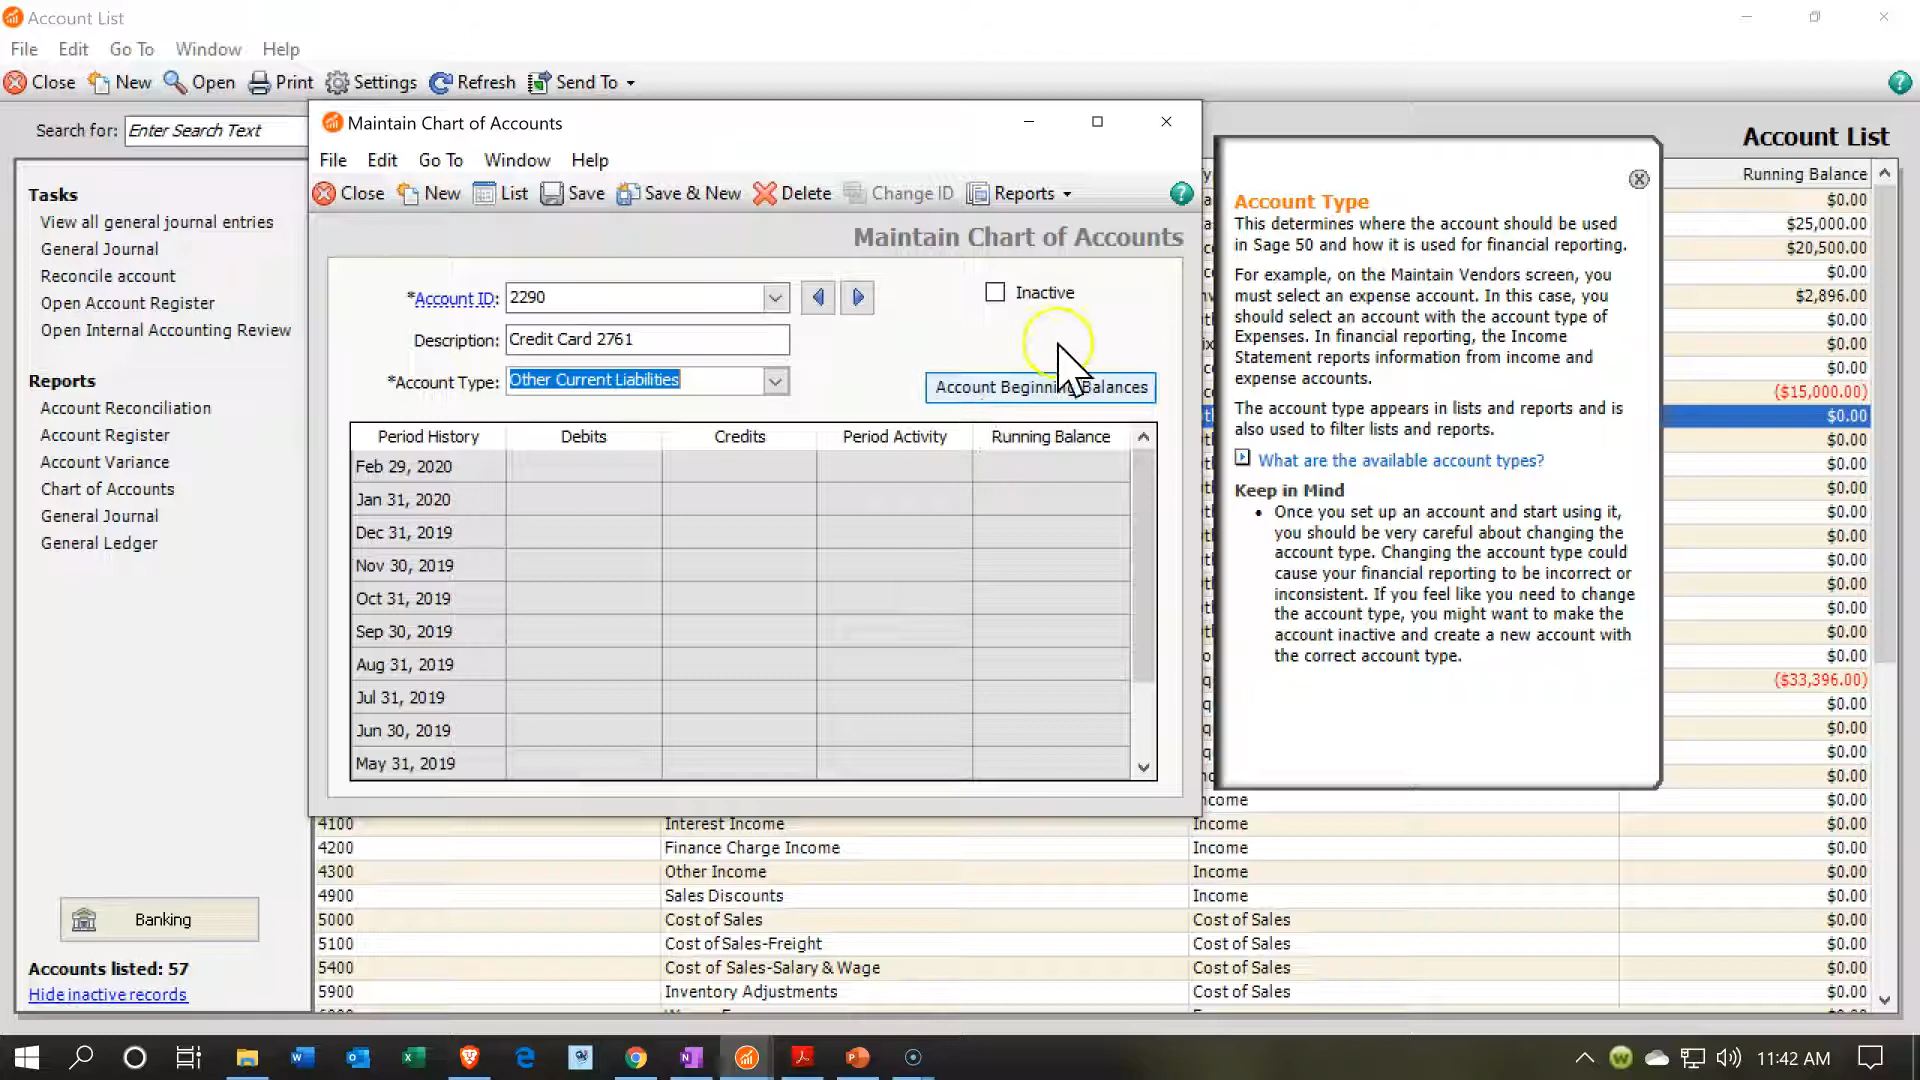 Account List
File Edit Go To Window Help
Close New Open Print Settings Refresh Send To
Search for: Enter Search Text
Account List
Tasks
View all general journal entries
General Journal
Reconcile account
Open Account Register
Open Internal Accounting Review
Reports
Account Reconciliation
Account Register
Account Variance
Chart of Accounts
General Journal
General Ledger
Banking
Accounts listed: 57
Hide inactive records
Maintain Chart of Accounts
File Edit Go To Window Help
Close New List Save Save & New Delete Change ID Reports
Maintain Chart of Accounts
*Account ID: 2290
Inactive
Description: Credit Card 2761
*Account Type: Other Current Liabilities
Account Beginning Balances
Period History Debits Credits Period Activity Running Balance
Feb 29, 2020
Jan 31, 2020
Dec 31, 2019
Nov 30, 2019
Oct 31, 2019
Sep 30, 2019
Aug 31, 2019
Jul 31, 2019
Jun 30, 2019
May 31, 2019
Account Type
This determines where the account should be used
in Sage 50 and how it is used for financial reporting.
For example, on the Maintain Vendors screen, you
must select an expense account. In this case, you
should select an account with the account type of
Expenses. In financial reporting, the Income
Statement reports information from income and
expense accounts.
The account type appears in lists and reports and is
also used to filter lists and reports.
What are the available account types?
Keep in Mind
• Once you set up an account and start using it,
you should be very careful about changing the
account type. Changing the account type could
cause your financial reporting to be incorrect or
inconsistent. If you feel like you need to change
the account type, you might want to make the
account inactive and create a new account with
the correct account type.
Running Balance
$0.00
$25,000.00
$20,500.00
$0.00
$2,896.00
$0.00
$0.00
$0.00
($15,000.00)
$0.00
$0.00
$0.00
$0.00
$0.00
$0.00
$0.00
$0.00
$0.00
$0.00
$0.00
($33,396.00)
$0.00
$0.00
$0.00
$0.00
ncome $0.00
4100 Interest Income Income $0.00
4200 Finance Charge Income Income $0.00
4300 Other Income Income $0.00
4900 Sales Discounts Income $0.00
5000 Cost of Sales Cost of Sales $0.00
5100 Cost of Sales-Freight Cost of Sales $0.00
5400 Cost of Sales-Salary & Wage Cost of Sales $0.00
5900 Inventory Adjustments Cost of Sales $0.00
11:42 AM